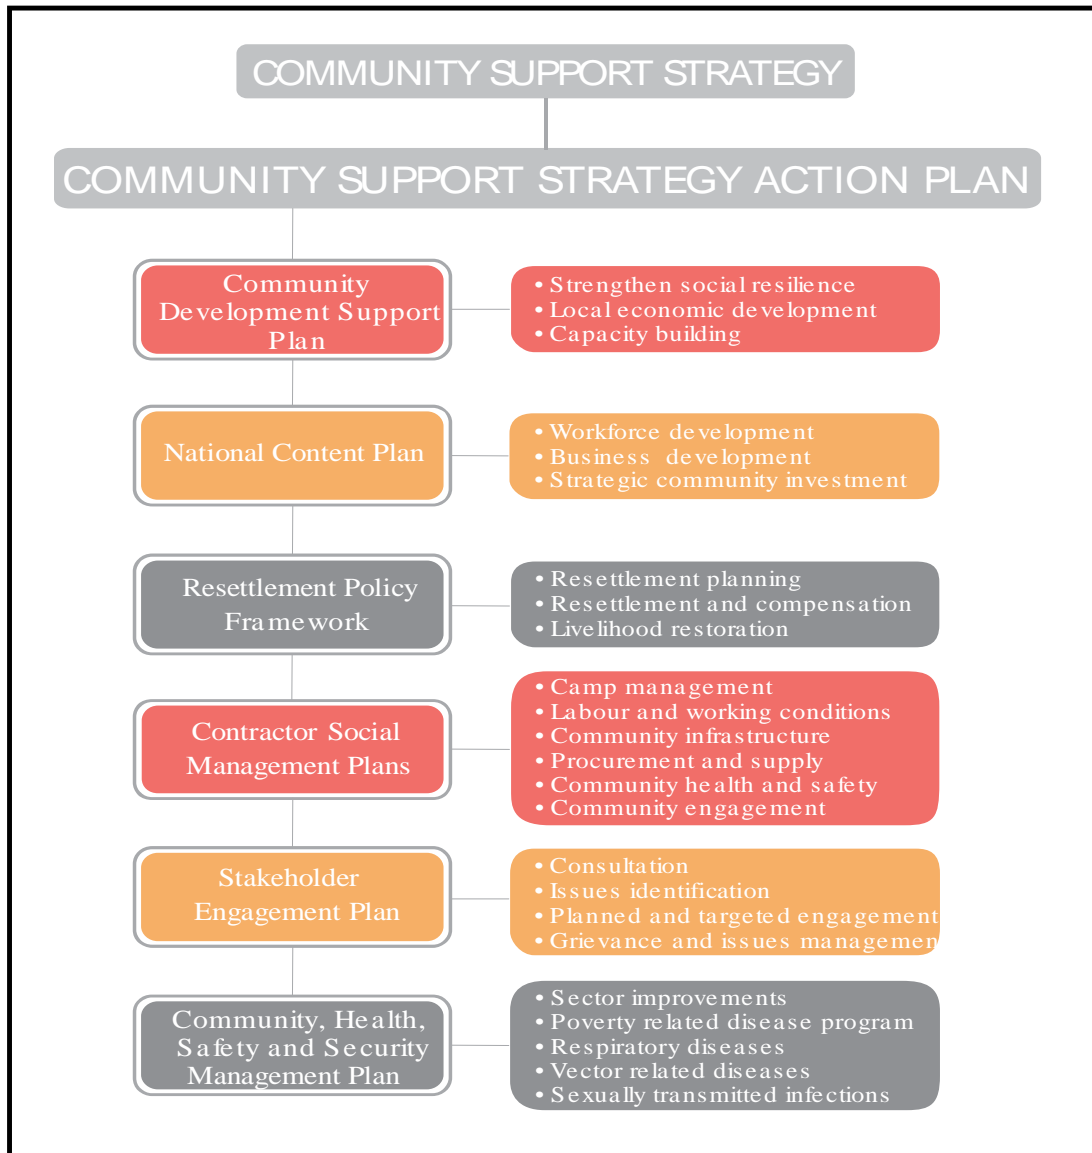 COMMUNITY SUPPORT STRATEGY
COMMUNITY SUPPORT STRATEGY ACTION PLAN
Community
Development Support
Plan
• Strengthen social resilience
• Local economic development
• Capacity building
National Content Plan
• Workforce development
• Business development
• Strategic community investment
Resettlement Policy
Framework
• Resettlement planning
• Resettlement and compensation
• Livelihood restoration
Contractor Social
Management Plans
• Camp management
• Labour and working conditions
• Community infrastructure
• Procurement and supply
• Community health and safety
• Community engagement
Stakeholder
Engagement Plan
• Consultation
• Issues identification
• Planned and targeted engagement
• Grievance and issues managemen
Community, Health,
Safety and Security
Management Plan
• Sector improvements
• Poverty related disease program
• Respiratory diseases
• Vector related diseases
• Sexually transmitted infections